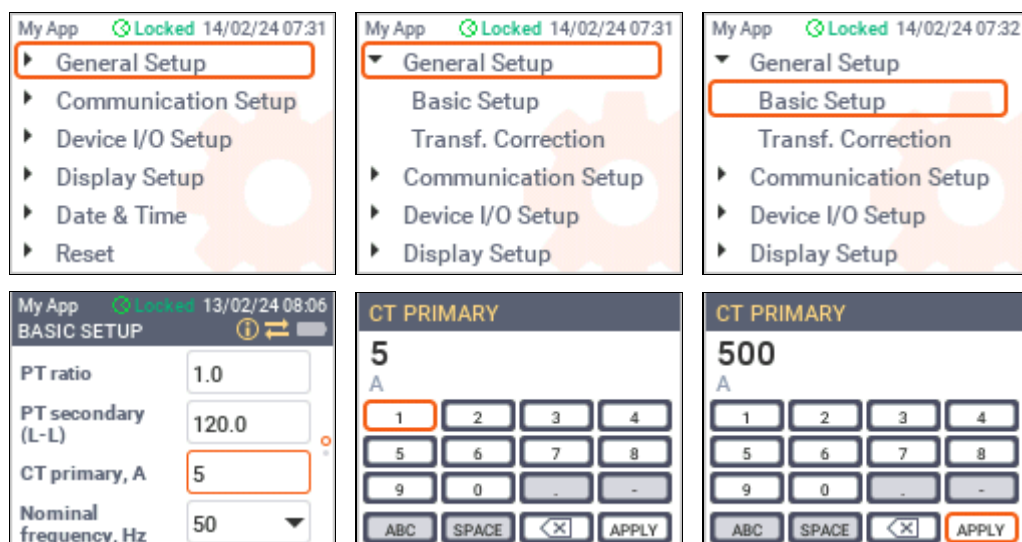 My App Locked 14/02/24 07:31
General Setup
Communication Setup
Device I/O Setup
Display Setup
Date & Time
Reset
My App Locked 14/02/24 07:31
General Setup
Basic Setup
Transf. Correction
Communication Setup
Device I/O Setup
Display Setup
My App Locked 14/02/24 07:32
General Setup
Basic Setup
Transf. Correction
Communication Setup
Device I/O Setup
Display Setup
My App Locked 13/02/24 08:06
BASIC SETUP
PT ratio 1.0
PT secondary
(L-L) 120.0
CT primary, A 5
Nominal
frequency, Hz 50
CT PRIMARY
5
A
1 2 3 4
5 6 7 8
9 0 . -
ABC SPACE APPLY
CT PRIMARY
500
A
1 2 3 4
5 6 7 8
9 0 . -
ABC SPACE APPLY